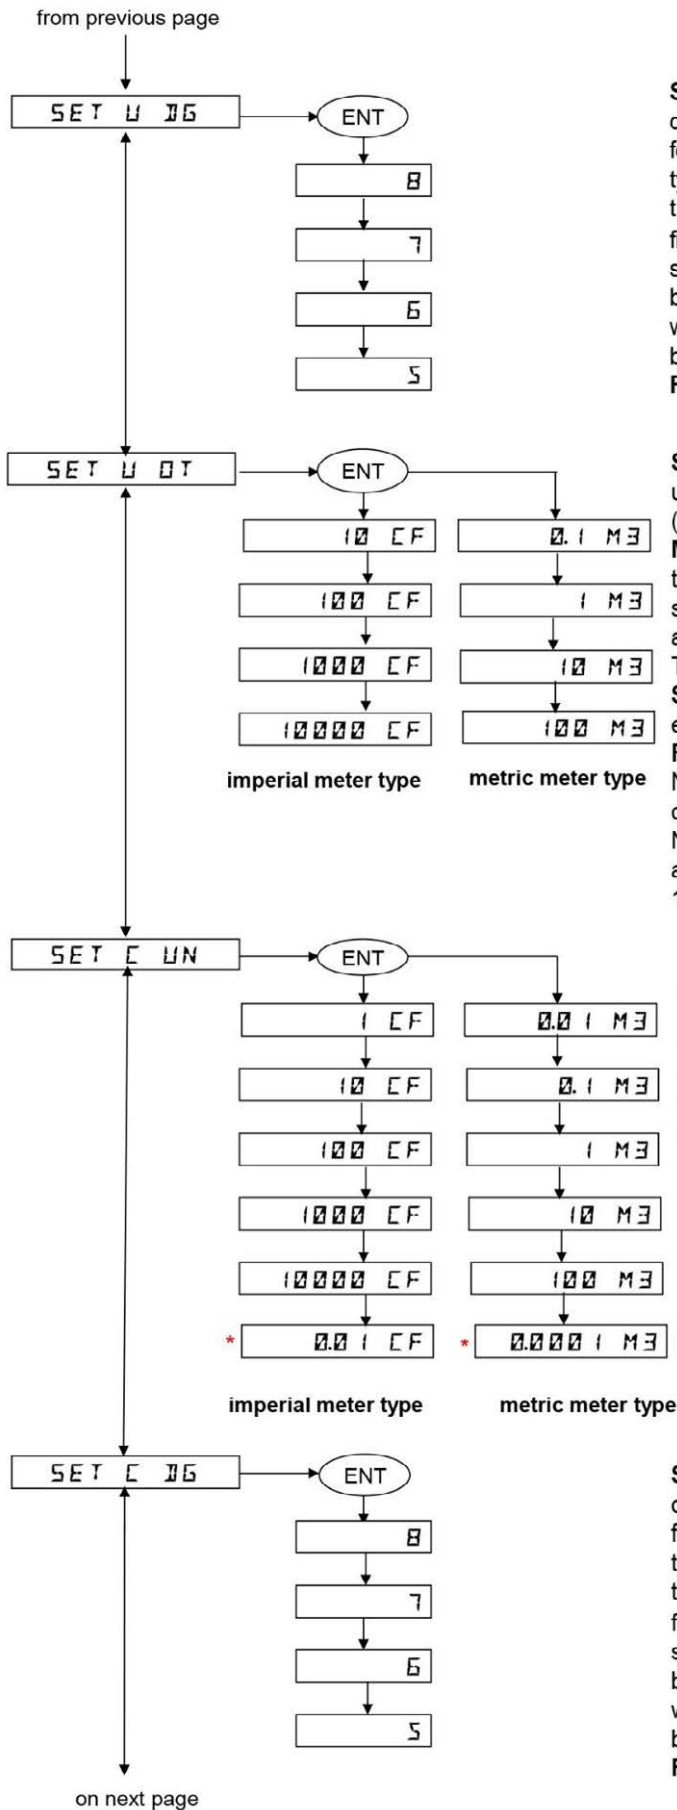 from previous page
SET U DG
ENT
8
7
6
5
SET U OT
ENT
10 CF
0.1 M3
100 CF
1 M3
1000 CF
10 M3
10000 CF
100 M3
imperial meter type
metric meter type
SET C UN
ENT
1 CF
0.01 M3
10 CF
0.1 M3
100 CF
1 M3
1000 CF
10 M3
10000 CF
100 M3
* 0.01 CF
* 0.0001 M3
imperial meter type
metric meter type
SET C DG
ENT
8
7
6
5
on next page